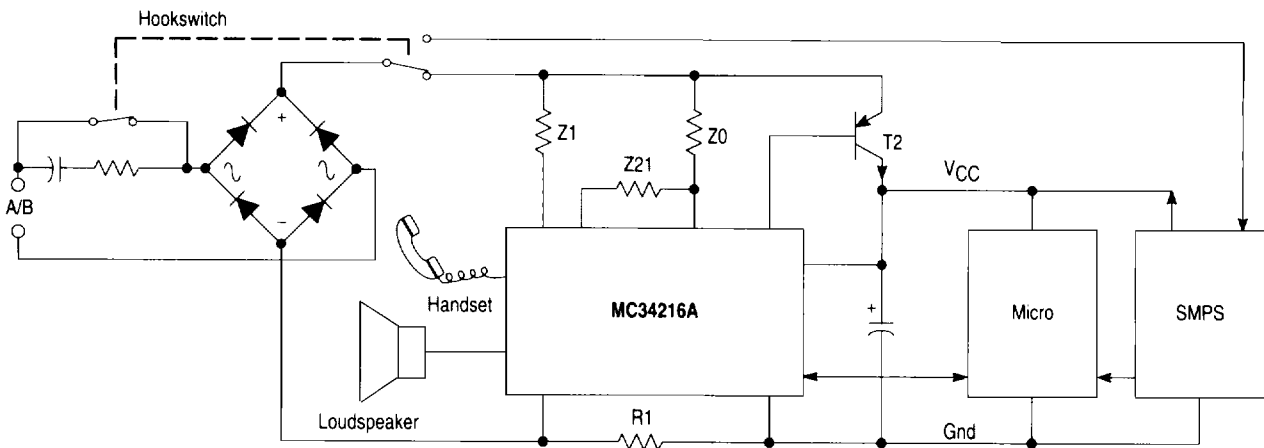 Hookswitch
+
Z1
Z0
T2
Z21
VCC
A/B
−
Handset
MC34216A
+
Micro
SMPS
Loudspeaker
R1
Gnd